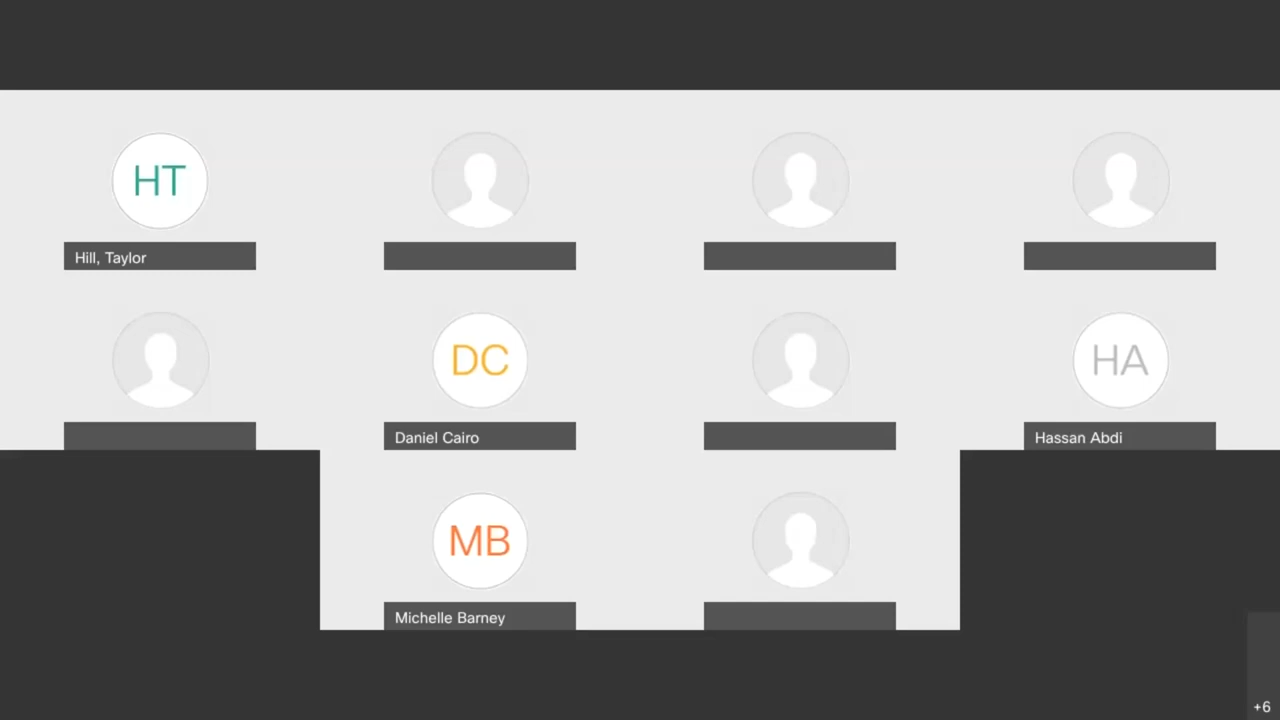 HT
Hill, Taylor
DC
HA
Daniel Cairo
Hassan Abdi
MB
Michelle Barney
+6